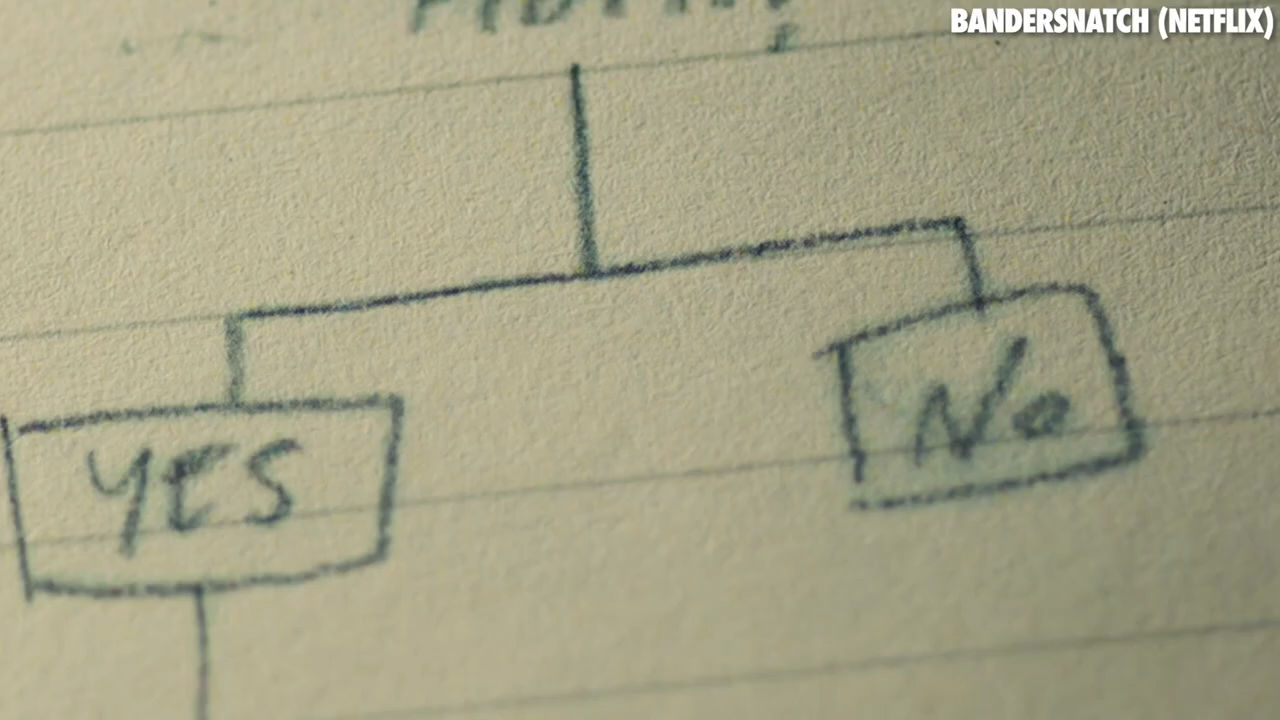 BANDERSNATCH (NETFLIX)
YES
No